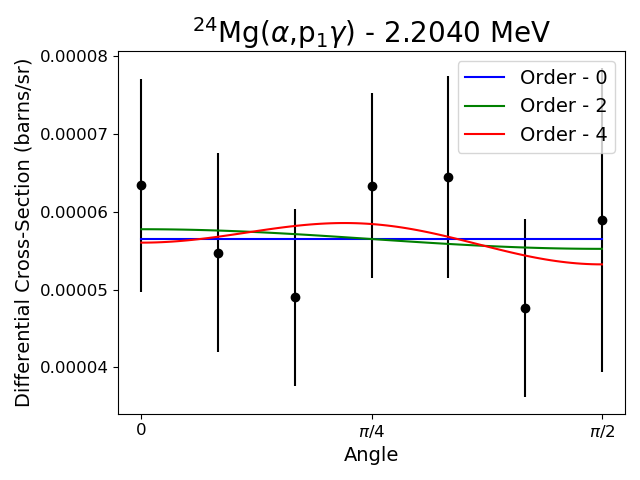 ²⁴Mg(α,p₁γ) - 2.2040 MeV
Differential Cross-Section (barns/sr)
0.00008
0.00007
0.00006
0.00005
0.00004
Order - 0
Order - 2
Order - 4
0
π/4
π/2
Angle